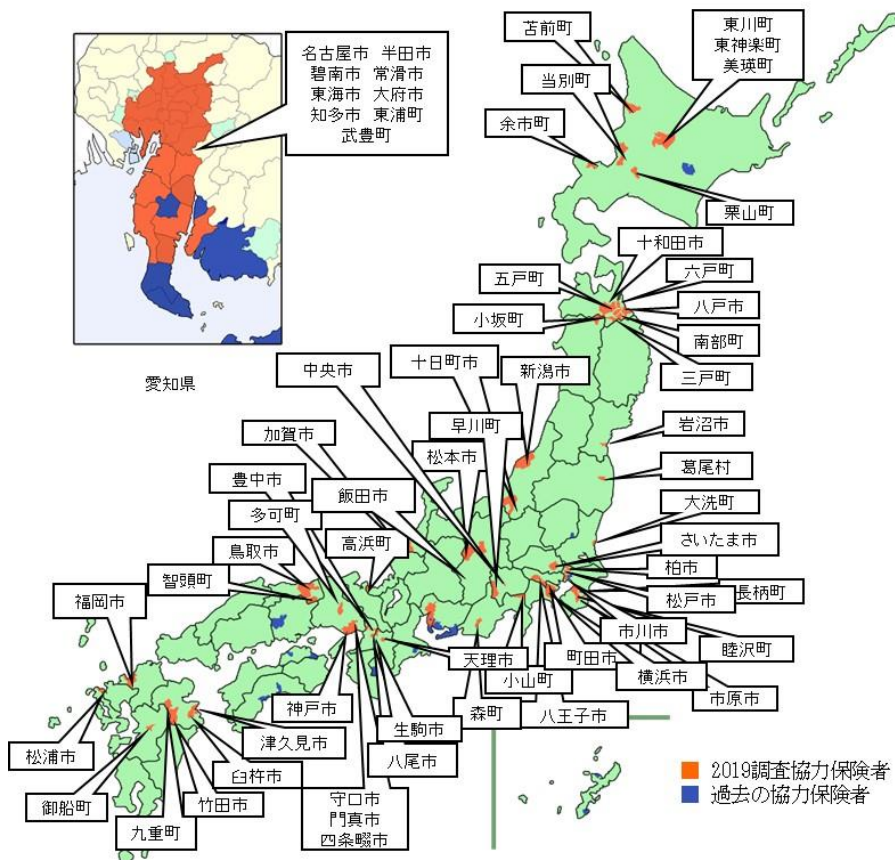 名古屋市 半田市
碧南市 常滑市
東海市 大府市
知多市 東浦町
武豊町
愛知県
苫前町
東川町
東神楽町
美瑛町
当別町
余市町
栗山町
十和田市
五戸町
六戸町
八戸市
小坂町
南部町
三戸町
中央市
十日町市
新潟市
早川町
岩沼市
加賀市
松本市
葛尾村
豊中市
飯田市
大洗町
多可町
高浜町
さいたま市
鳥取市
柏市
智頭町
長柄町
福岡市
松戸市
市川市
睦沢町
天理市
町田市
横浜市
小山町
市原市
神戸市
生駒市
森町
八王子市
松浦市
津久見市
八尾市
臼杵市
御船町
竹田市
守口市
門真市
四条畷市
九重町
2019調査協力保険者
過去の協力保険者